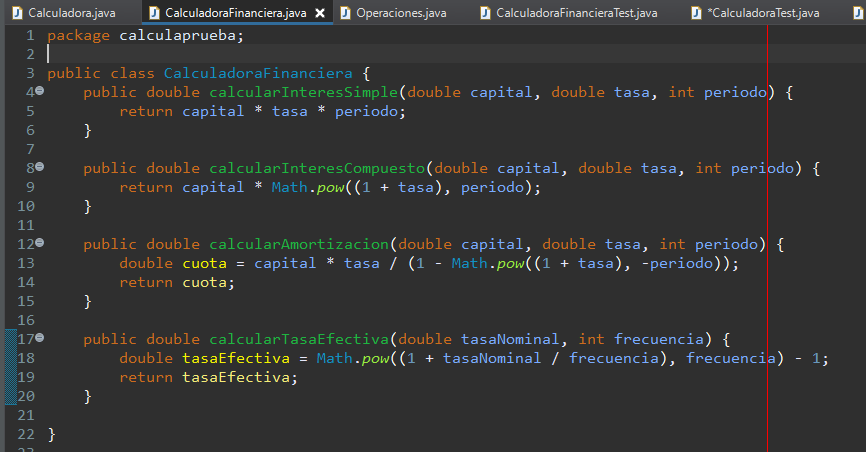 Calculadora.java CalculadoraFinanciera.java Operaciones.java CalculadoraFinancieraTest.java *CalculadoraTest.java
1 package calculaprueba;
2
3 public class CalculadoraFinanciera {
4 public double calcularInteresSimple(double capital, double tasa, int periodo) {
5 return capital * tasa * periodo;
6 }
7
8 public double calcularInteresCompuesto(double capital, double tasa, int periodo) {
9 return capital * Math.pow((1 + tasa), periodo);
10 }
11
12 public double calcularAmortizacion(double capital, double tasa, int periodo) {
13 double cuota = capital * tasa / (1 - Math.pow((1 + tasa), -periodo));
14 return cuota;
15 }
16
17 public double calcularTasaEfectiva(double tasaNominal, int frecuencia) {
18 double tasaEfectiva = Math.pow((1 + tasaNominal / frecuencia), frecuencia) - 1;
19 return tasaEfectiva;
20 }
21
22 }
23